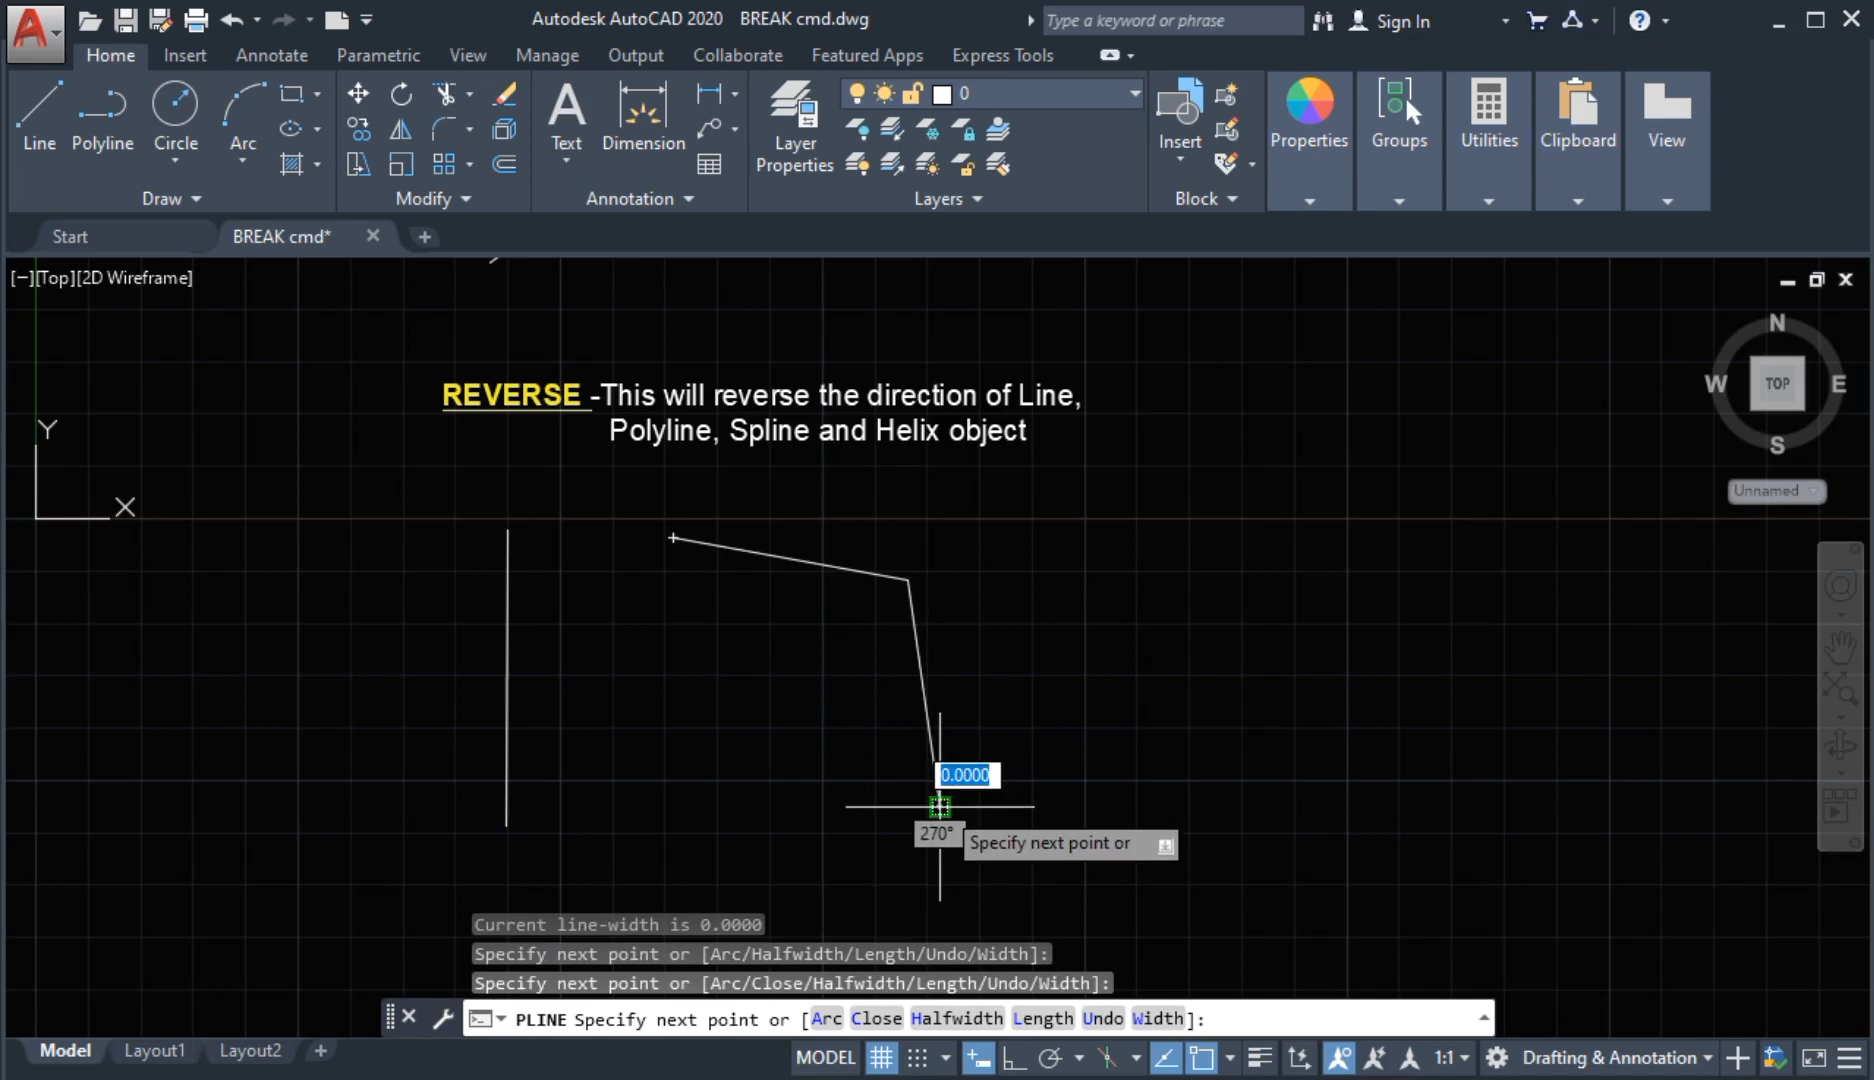 Autodesk AutoCAD 2020 BREAK cmd.dwg
Type a keyword or phrase
Sign In
Home Insert Annotate Parametric View Manage Output Collaborate Featured Apps Express Tools
Line Polyline Circle Arc
Text Dimension
Layer Properties
0
Insert
Properties Groups Utilities Clipboard View
Draw Modify Annotation Layers Block
Start BREAK cmd*
[−][Top][2D Wireframe]
N
W TOP E
S
Unnamed
REVERSE -This will reverse the direction of Line,
Polyline, Spline and Helix object
Y
X
0.0000
270°
Specify next point or
Current line-width is 0.0000
Specify next point or [Arc/Halfwidth/Length/Undo/Width]:
Specify next point or [Arc/Close/Halfwidth/Length/Undo/Width]:
PLINE Specify next point or [Arc Close Halfwidth Length Undo Width]:
Model Layout1 Layout2
MODEL 1:1 Drafting & Annotation